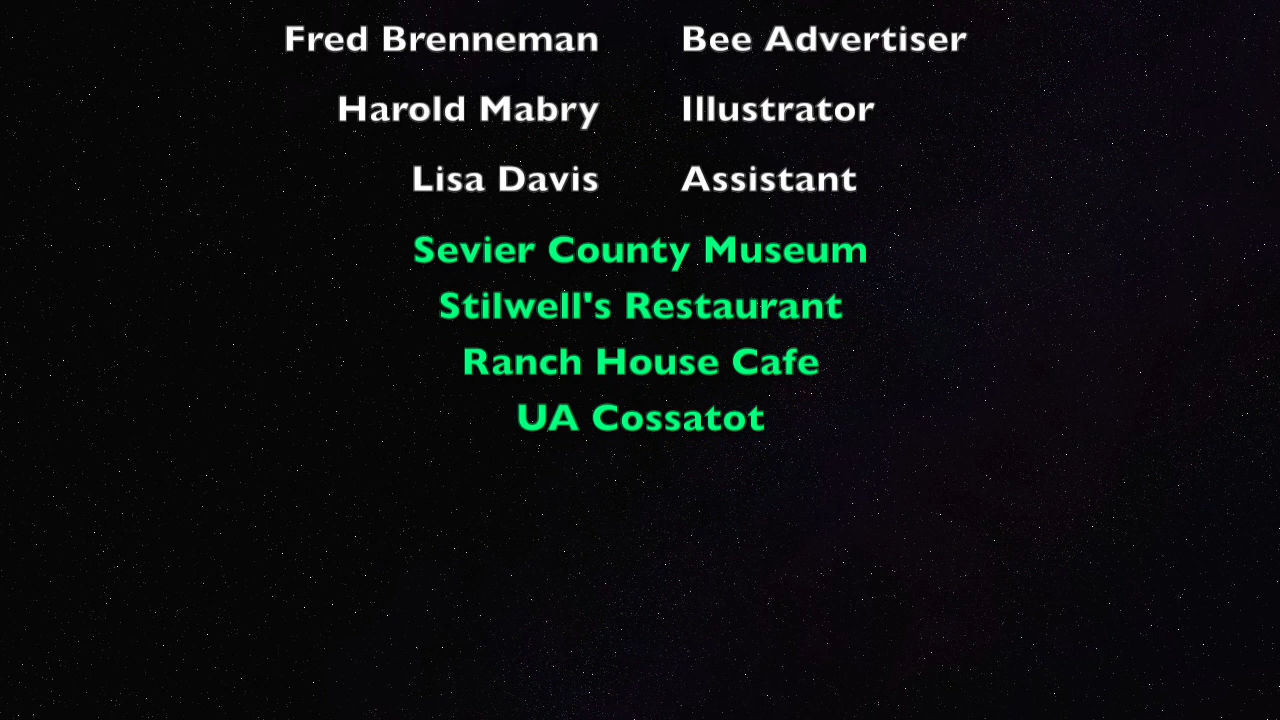 Fred Brenneman Bee Advertiser
Harold Mabry Illustrator
Lisa Davis Assistant
Sevier County Museum
Stilwell's Restaurant
Ranch House Cafe
UA Cossatot